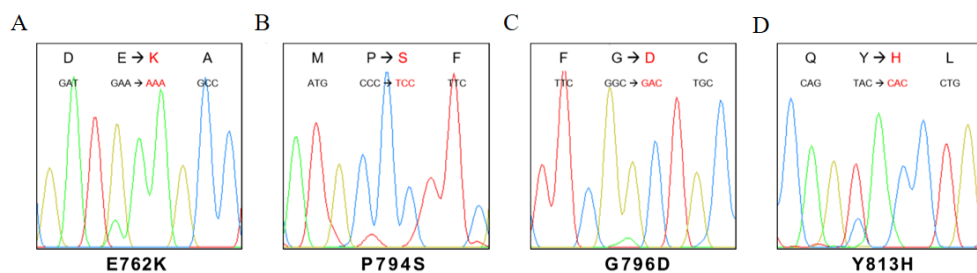 A B C D
D E → K A
GAT GAA → AAA GCC
E762K
M P → S F
ATG CCC → TCC TTC
P794S
F G → D C
TTC GGC → GAC TGC
G796D
Q Y → H L
CAG TAC → CAC CTG
Y813H